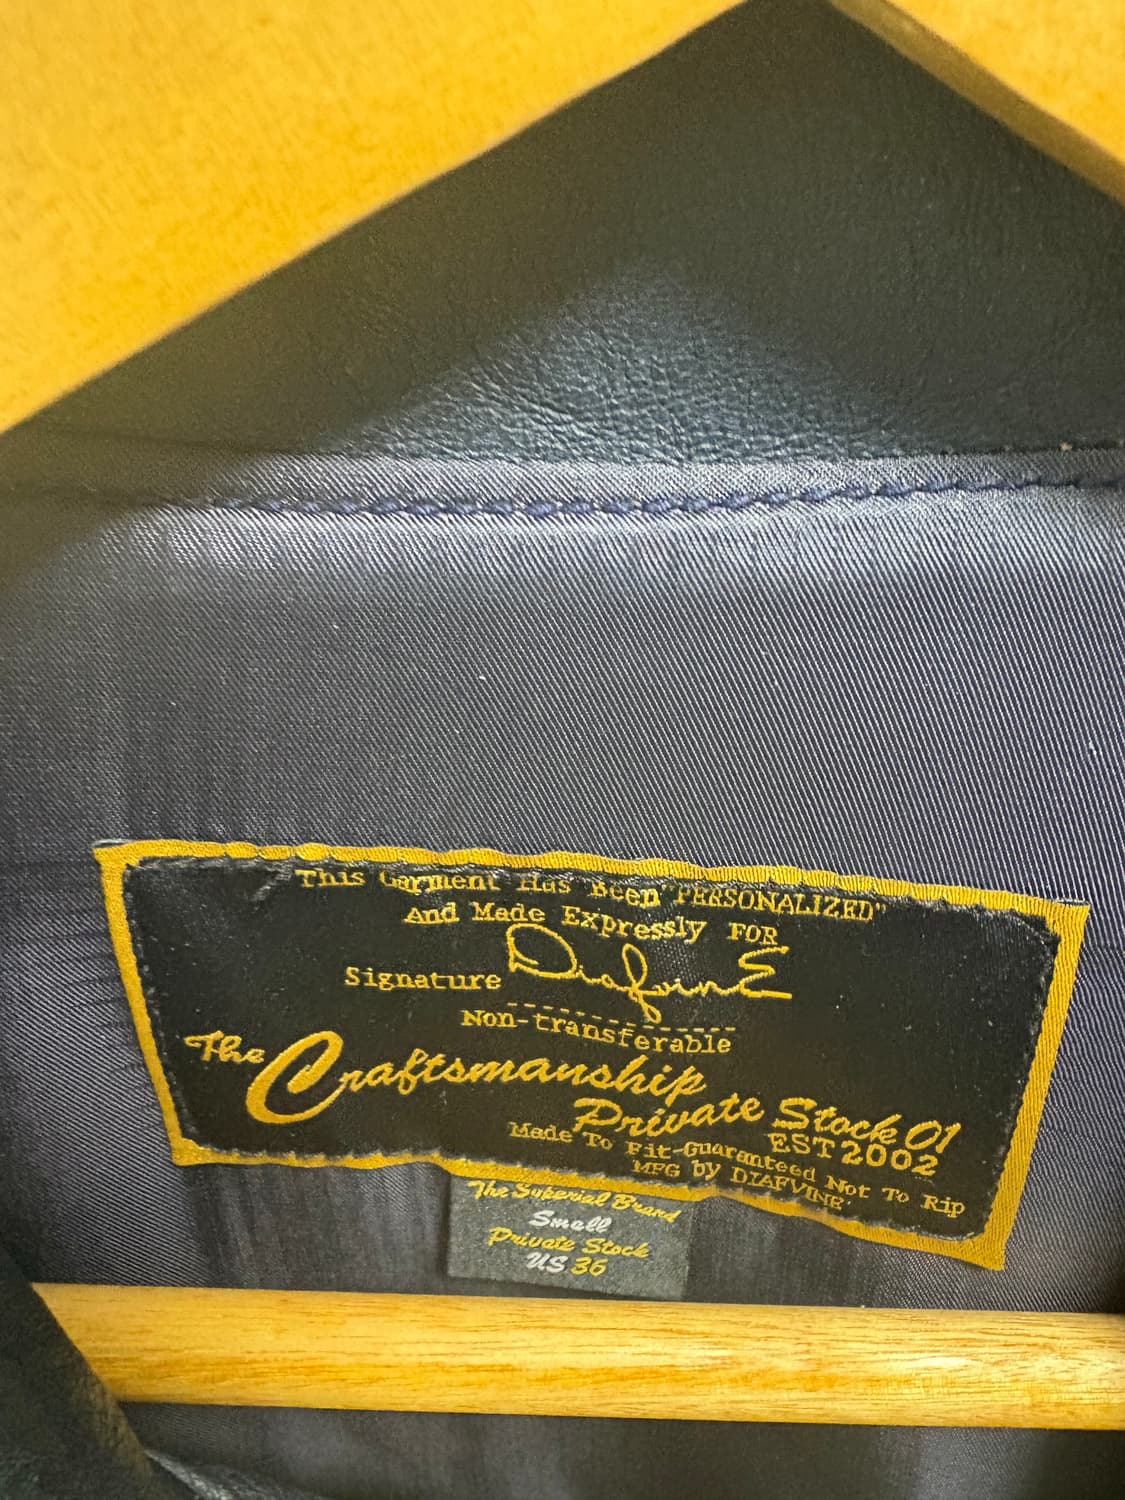 This Garment Has Been "PERSONALIZED"
And Made Expressly FOR
Signature DiafvinE
Non-transferable
The Craftsmanship
Private Stock 01
EST 2002
Made To Fit-Guaranteed Not To Rip
MFG by DIAFVINE
The Superial Brand
Small
Private Stock
US 36